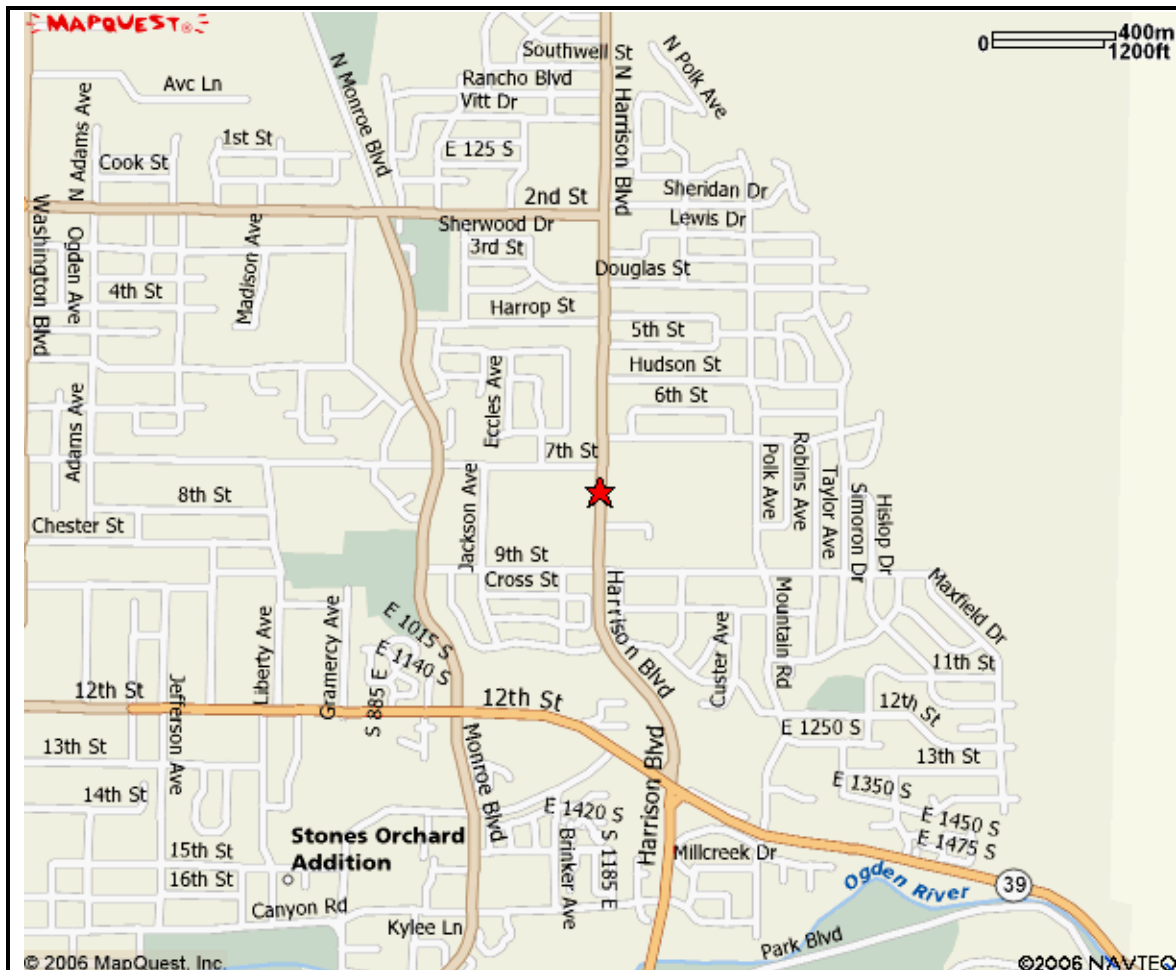 MAPQUEST
400m
0
1200ft
Southwell St
N Polk Ave
Rancho Blvd
Vitt Dr
Avc Ln
N Monroe Blvd
N Harrison Blvd
N Adams Ave
1st St
E 125 S
Cook St
Sheridan Dr
2nd St
Lewis Dr
Sherwood Dr
Washington Blvd
Ogden Ave
Madison Ave
3rd St
Douglas St
4th St
Harrop St
5th St
Hudson St
Eccles Ave
6th St
Adams Ave
7th St
Polk Ave
Robins Ave
Taylor Ave
Simoron Dr
Hislop Dr
8th St
Jackson Ave
Chester St
9th St
Cross St
Harrison Blvd
Maxfield Dr
Mountain Rd
Custer Ave
Liberty Ave
Gramercy Ave
E 1015 S
E 1140 S
S 885 E
11th St
12th St
Jefferson Ave
12th St
12th St
E 1250 S
13th St
Monroe Blvd
Harrison Blvd
13th St
14th St
E 1350 S
E 1420 S
E 1450 S
E 1475 S
Stones Orchard
Addition
Brinker Ave
S 1185 E
Millcreek Dr
15th St
16th St
Ogden River
39
Canyon Rd
Kylee Ln
Park Blvd
© 2006 MapQuest, Inc.
©2006 NAVTEQ